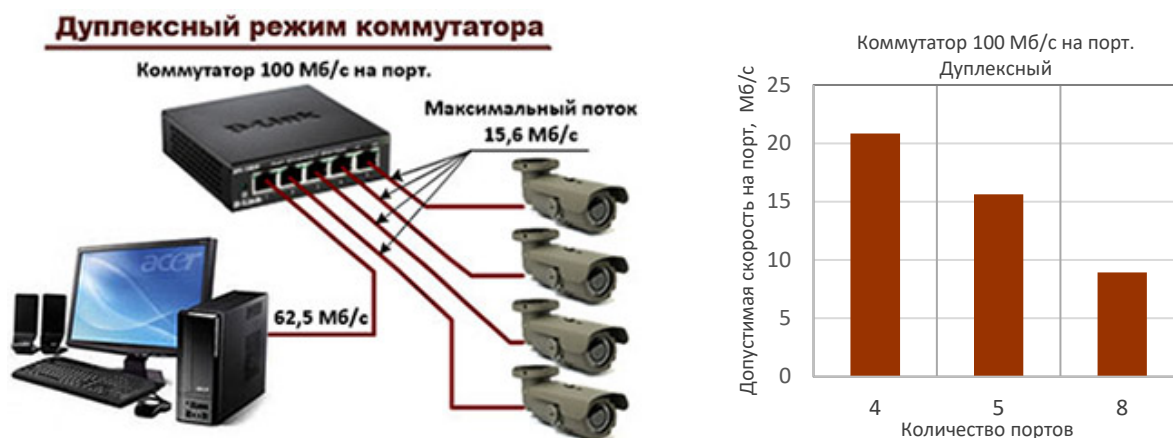 Дуплексный режим коммутатора
Коммутатор 100 Мб/с на порт.
D-Link
Максимальный поток
15,6 Мб/с
acer
62,5 Мб/с
Коммутатор 100 Мб/с на порт.
Дуплексный
Допустимая скорость на порт, Мб/с
25
20
15
10
5
0
4 5 8
Количество портов